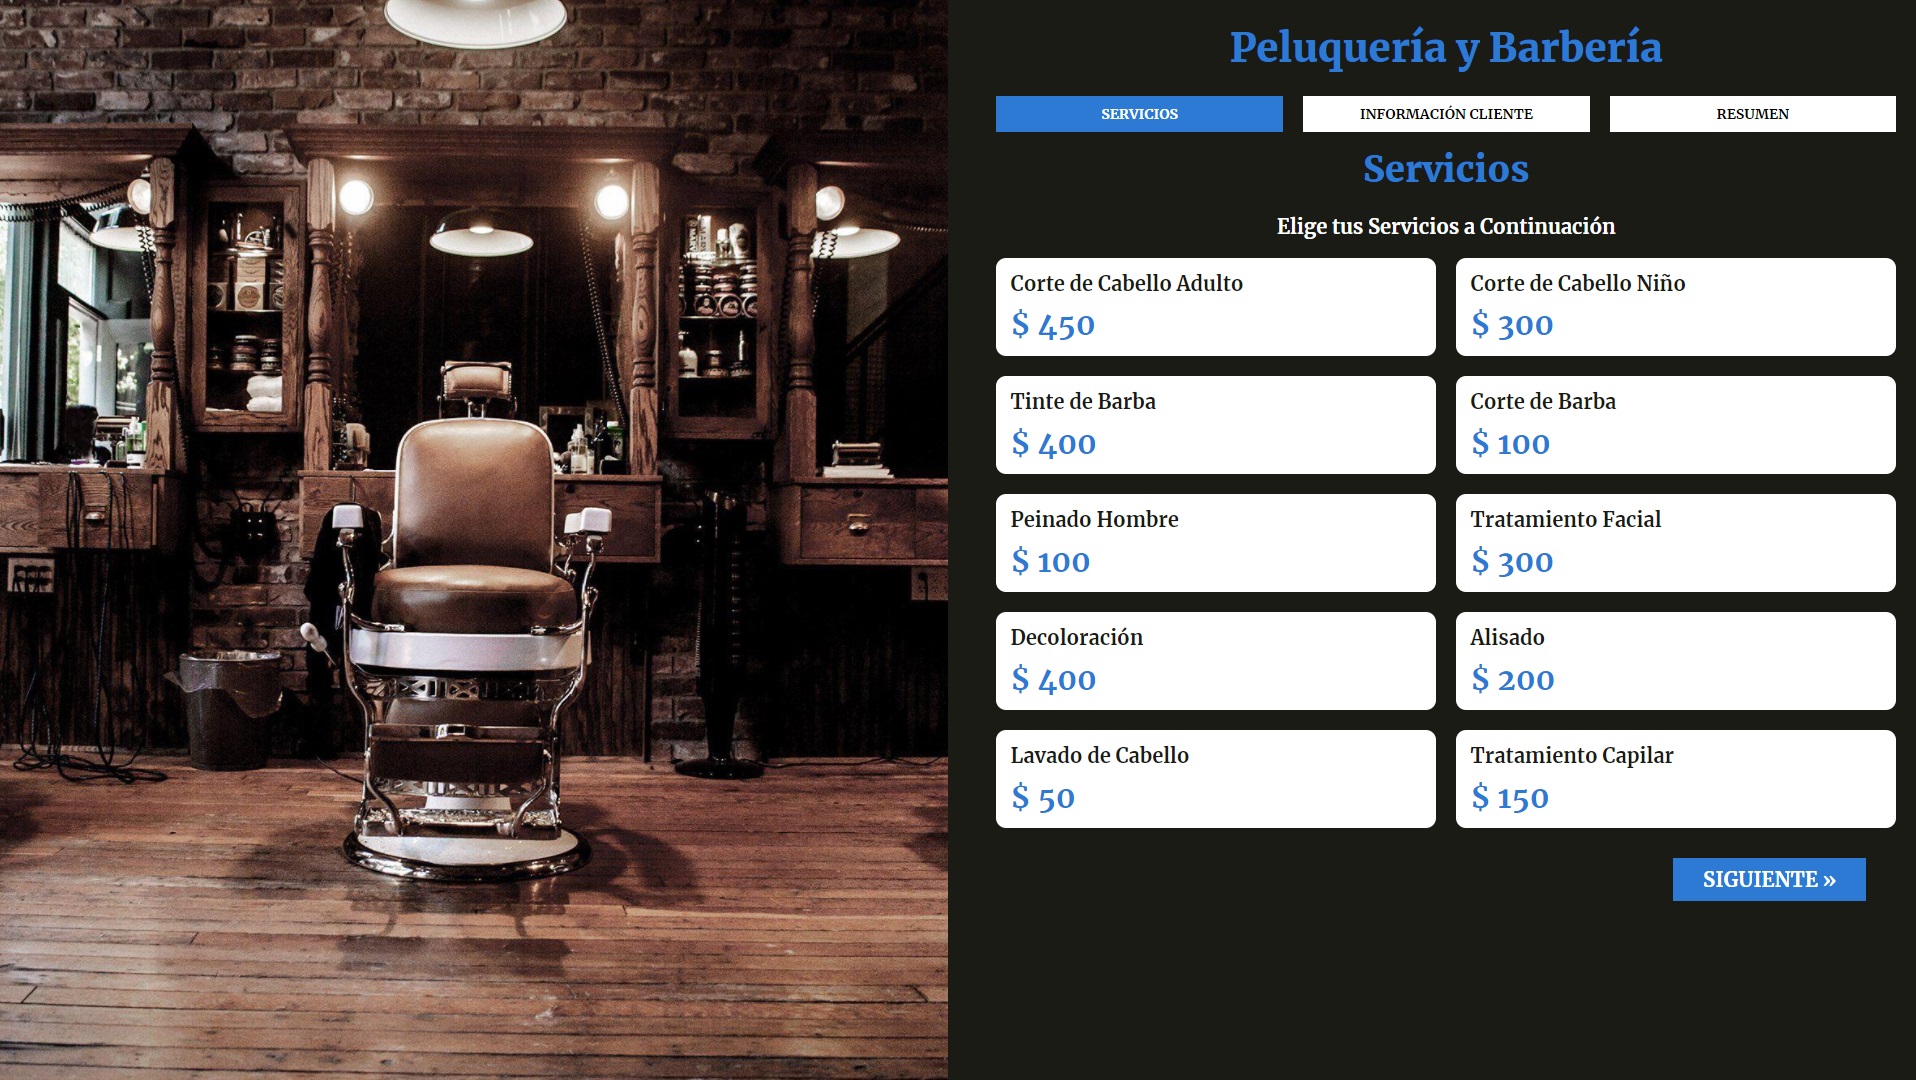 Peluquería y Barbería
SERVICIOS
INFORMACIÓN CLIENTE
RESUMEN
Servicios
Elige tus Servicios a Continuación
Corte de Cabello Adulto
$ 450
Corte de Cabello Niño
$ 300
Tinte de Barba
$ 400
Corte de Barba
$ 100
Peinado Hombre
$ 100
Tratamiento Facial
$ 300
Decoloración
$ 400
Alisado
$ 200
Lavado de Cabello
$ 50
Tratamiento Capilar
$ 150
SIGUIENTE »